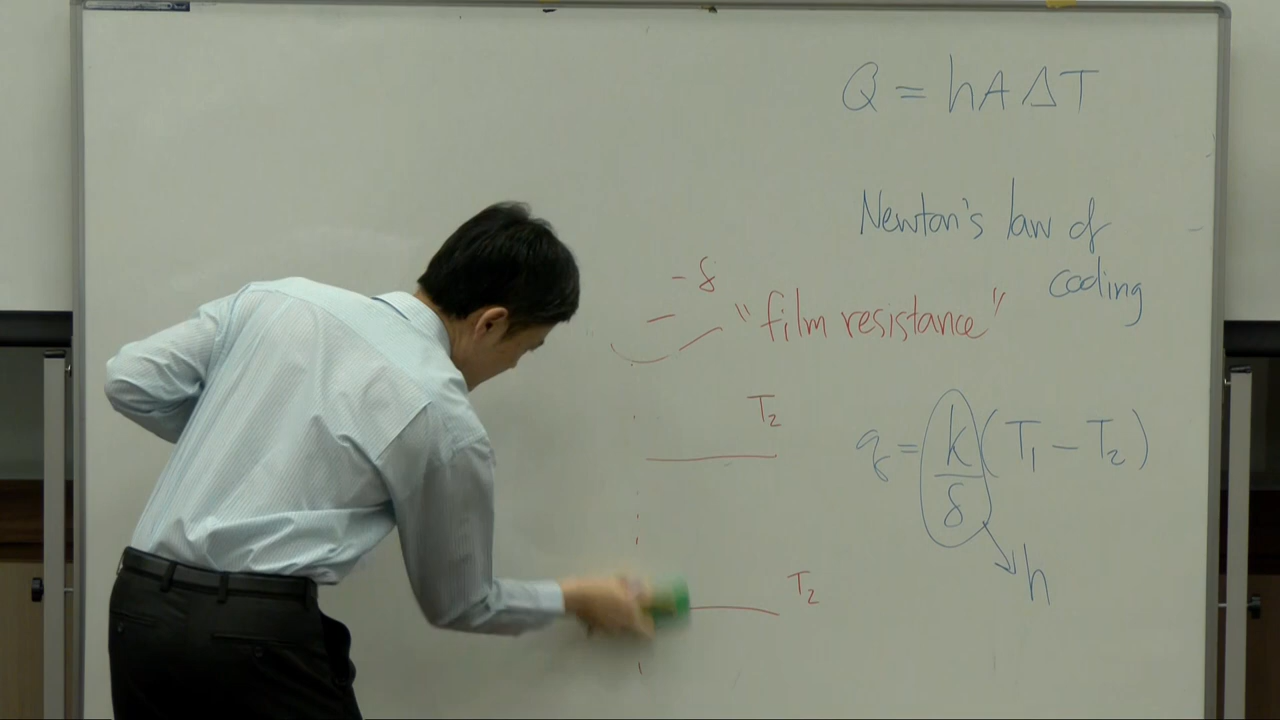 Q = hAΔT
Newton's law of
cooling
- δ
"film resistance"
T₂
q = k/δ (T₁ - T₂)
h
T₂